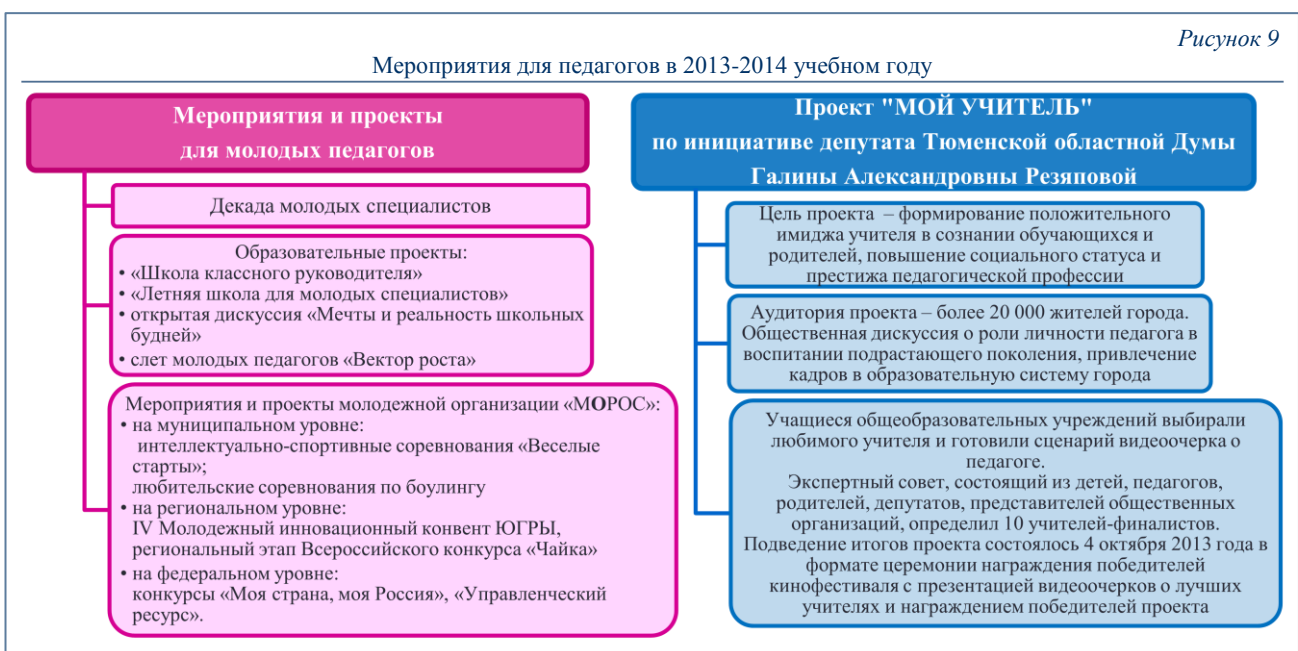 Рисунок 9
Мероприятия для педагогов в 2013-2014 учебном году
Мероприятия и проекты
для молодых педагогов
Декада молодых специалистов
Образовательные проекты:
• «Школа классного руководителя»
• «Летняя школа для молодых специалистов»
• открытая дискуссия «Мечты и реальность школьных
будней»
• слет молодых педагогов «Вектор роста»
Мероприятия и проекты молодежной организации «МОРОС»:
• на муниципальном уровне:
интеллектуально-спортивные соревнования «Веселые
старты»;
любительские соревнования по боулингу
• на региональном уровне:
IV Молодежный инновационный конвент ЮГРЫ,
региональный этап Всероссийского конкурса «Чайка»
• на федеральном уровне:
конкурсы «Моя страна, моя Россия», «Управленческий
ресурс».
Проект "МОЙ УЧИТЕЛЬ"
по инициативе депутата Тюменской областной Думы
Галины Александровны Резяповой
Цель проекта – формирование положительного
имиджа учителя в сознании обучающихся и
родителей, повышение социального статуса и
престижа педагогической профессии
Аудитория проекта – более 20 000 жителей города.
Общественная дискуссия о роли личности педагога в
воспитании подрастающего поколения, привлечение
кадров в образовательную систему города
Учащиеся общеобразовательных учреждений выбирали
любимого учителя и готовили сценарий видеоочерка о
педагоге.
Экспертный совет, состоящий из детей, педагогов,
родителей, депутатов, представителей общественных
организаций, определил 10 учителей-финалистов.
Подведение итогов проекта состоялось 4 октября 2013 года в
формате церемонии награждения победителей
кинофестиваля с презентацией видеоочерков о лучших
учителях и награждением победителей проекта